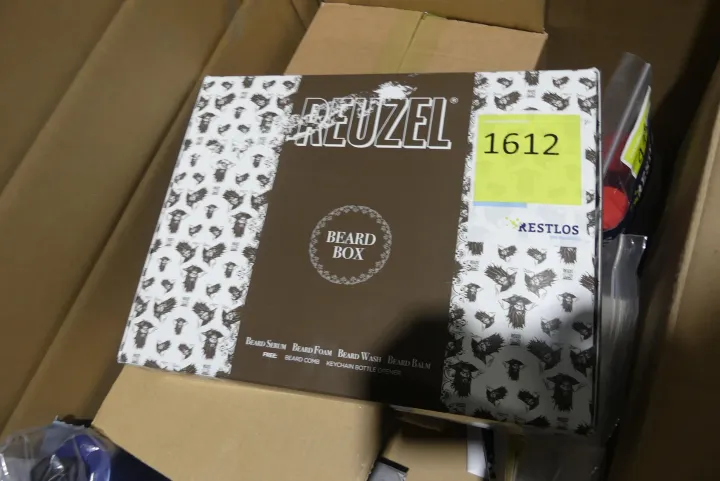 REUZEL®
1612
RESTLOS
BEARD
BOX
BEARD SERUM BEARD FOAM BEARD WASH BEARD BALM
FREE: BEARD COMB KEYCHAIN BOTTLE OPENER